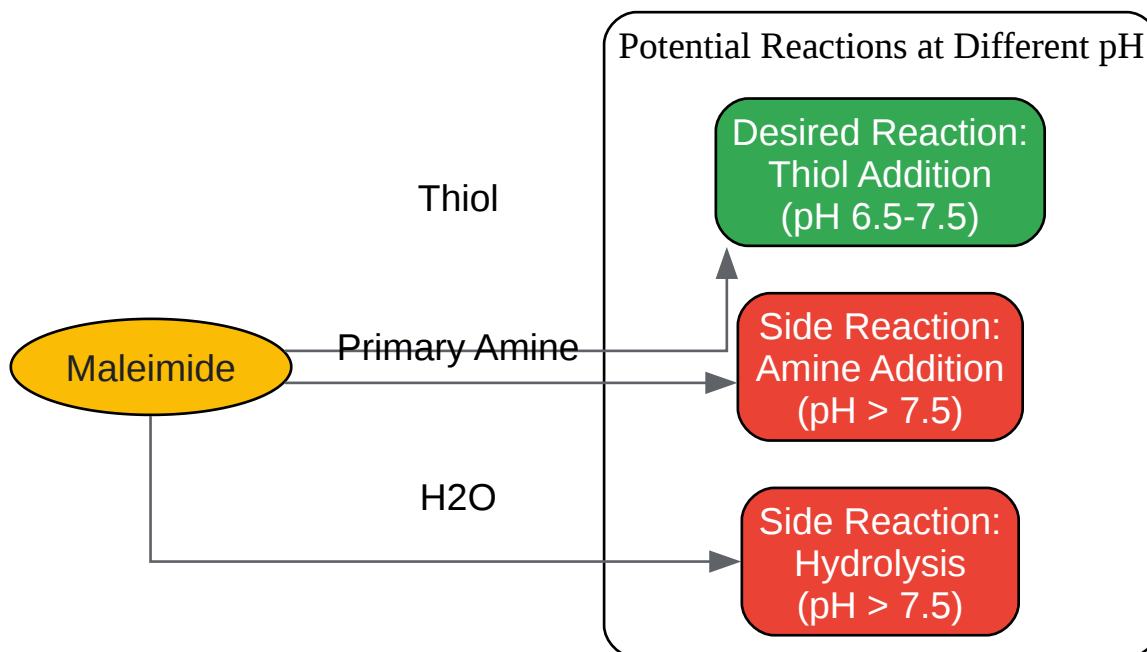 Potential Reactions at Different pH
Desired Reaction:
Thiol Addition
(pH 6.5-7.5)
Thiol
Side Reaction:
Amine Addition
(pH > 7.5)
Primary Amine
Maleimide
H2O
Side Reaction:
Hydrolysis
(pH > 7.5)